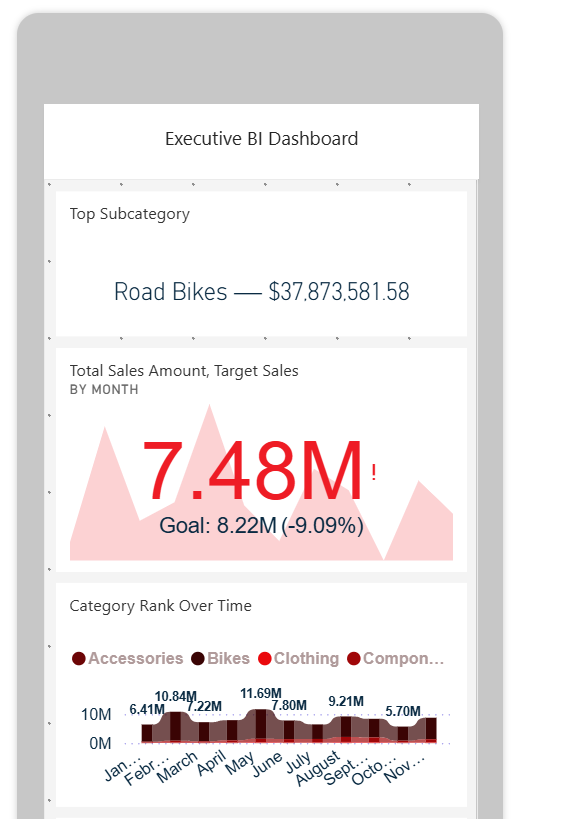 Executive BI Dashboard
Top Subcategory
Road Bikes — $37,873,581.58
Total Sales Amount, Target Sales
BY MONTH
7.48M!
Goal: 8.22M (-9.09%)
Category Rank Over Time
Accessories Bikes Clothing Compon...
10M
0M
6.41M 10.84M 7.22M 11.69M 7.80M 9.21M 5.70M
Jan... Febr... March April May June July August Sept... Octo... Nov...